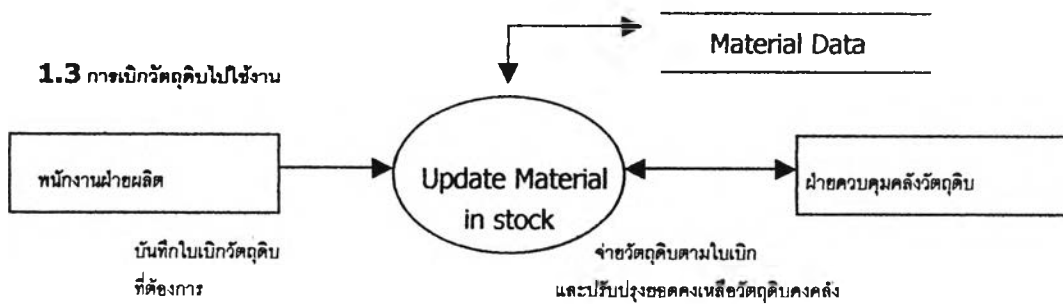 Material Data
1.3 การเบิกวัตถุดิบไปใช้งาน
พนักงานฝ่ายผลิต
Update Material
in stock
ฝ่ายควบคุมคลังวัตถุดิบ
บันทึกใบเบิกวัตถุดิบ
ที่ต้องการ
จ่ายวัตถุดิบตามใบเบิก
และปรับปรุงยอดคงเหลือวัตถุดิบคงคลัง